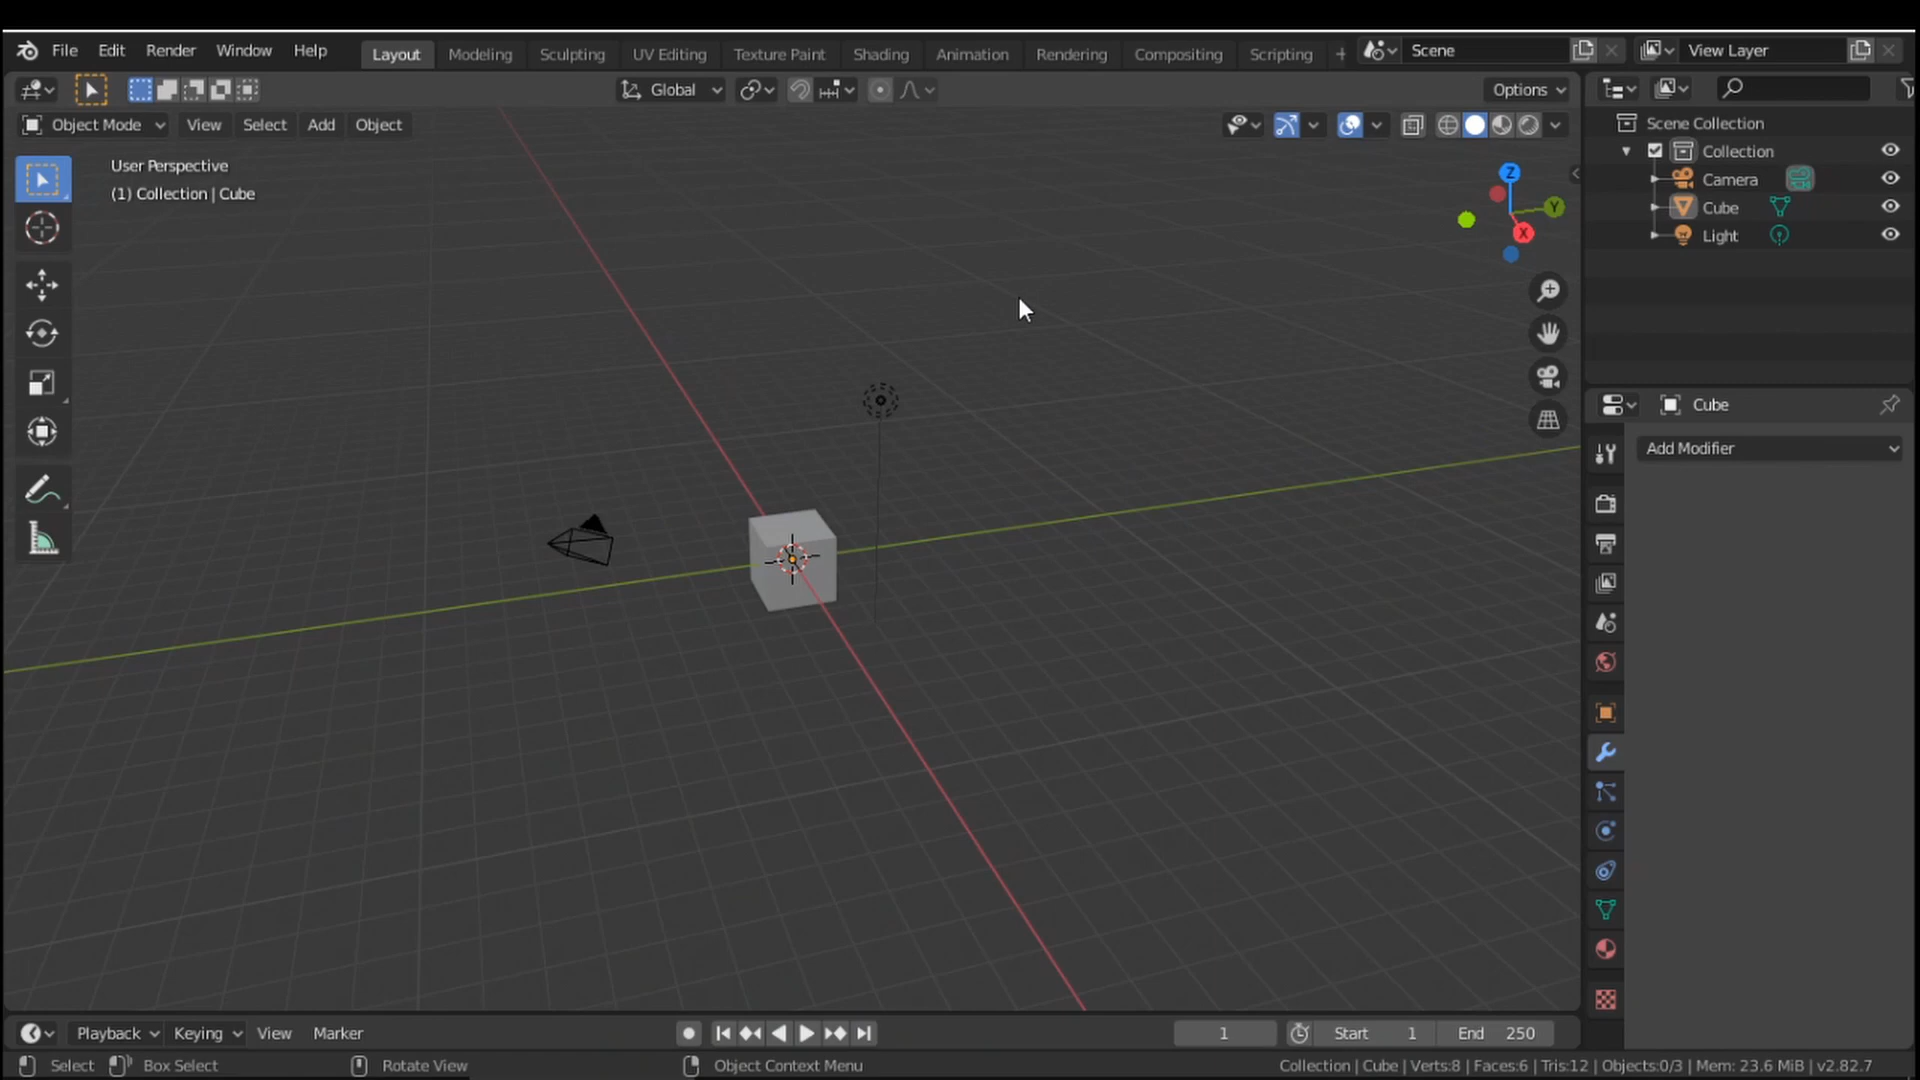 File Edit Render Window Help Layout Modeling Sculpting UV Editing Texture Paint Shading Animation Rendering Compositing Scripting + Scene View Layer
Global Options
Object Mode View Select Add Object
User Perspective
(1) Collection | Cube
Z
Y
X
Scene Collection
Collection
Camera
Cube
Light
Cube
Add Modifier
Playback Keying View Marker 1 Start 1 End 250
Select Box Select Rotate View Object Context Menu Collection | Cube | Verts:8 | Faces:6 | Tris:12 | Objects:0/3 | Mem: 23.6 MiB | v2.82.7